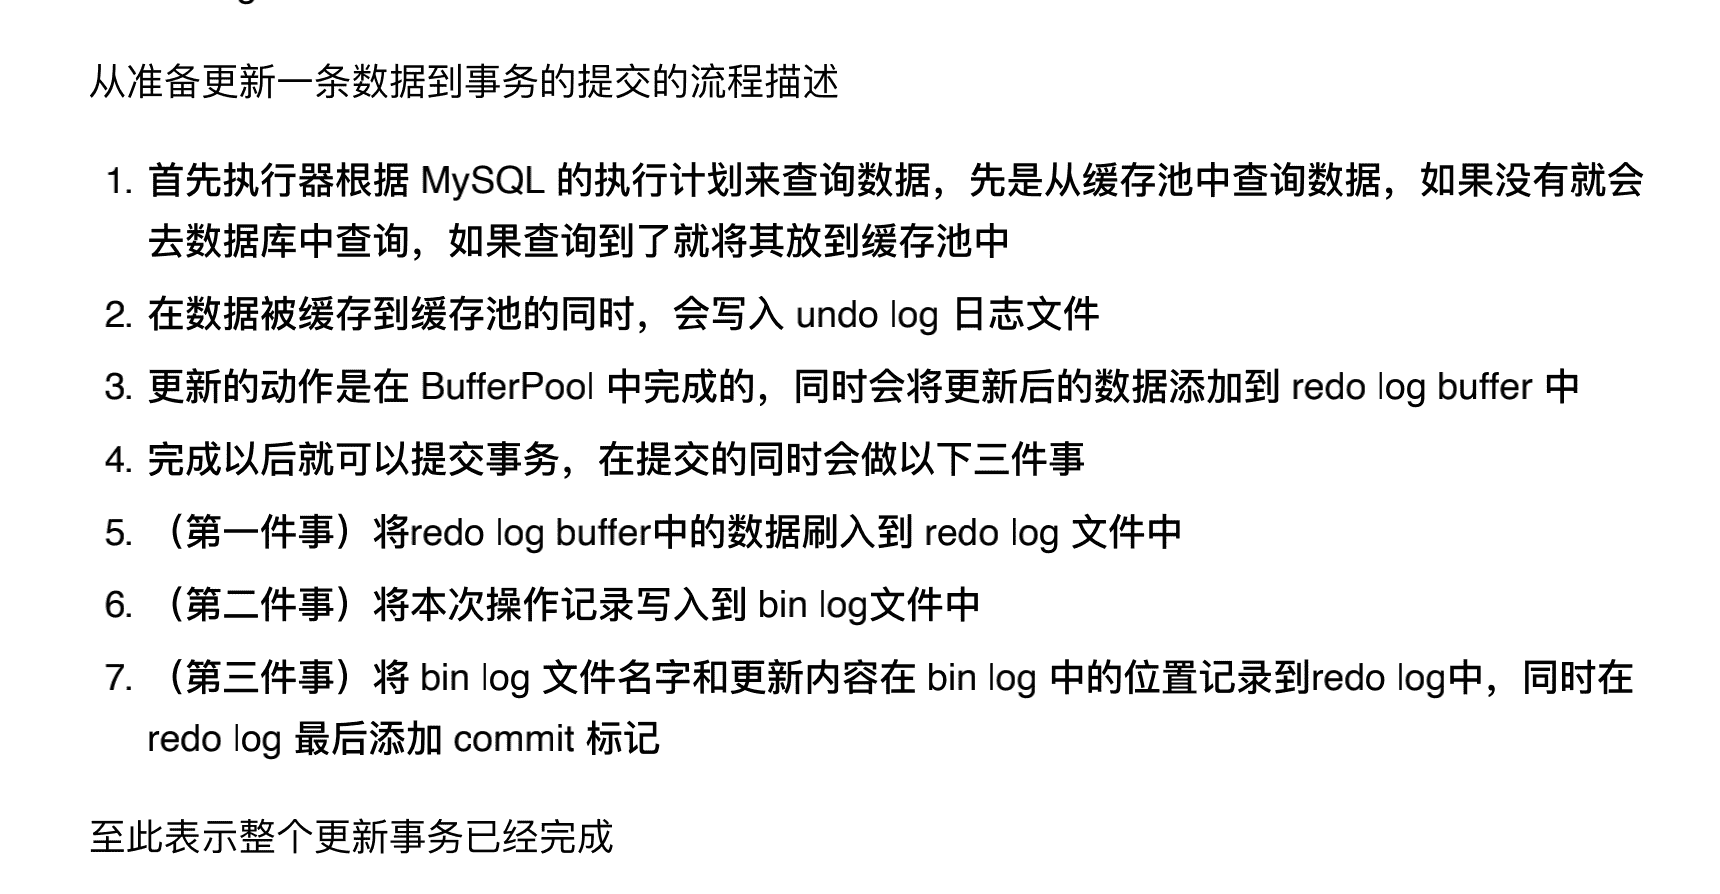 从准备更新一条数据到事务的提交的流程描述
1. 首先执行器根据 MySQL 的执行计划来查询数据，先是从缓存池中查询数据，如果没有就会
去数据库中查询，如果查询到了就将其放到缓存池中
2. 在数据被缓存到缓存池的同时，会写入 undo log 日志文件
3. 更新的动作是在 BufferPool 中完成的，同时会将更新后的数据添加到 redo log buffer 中
4. 完成以后就可以提交事务，在提交的同时会做以下三件事
5. （第一件事）将redo log buffer中的数据刷入到 redo log 文件中
6. （第二件事）将本次操作记录写入到 bin log文件中
7. （第三件事）将 bin log 文件名字和更新内容在 bin log 中的位置记录到redo log中，同时在
redo log 最后添加 commit 标记
至此表示整个更新事务已经完成